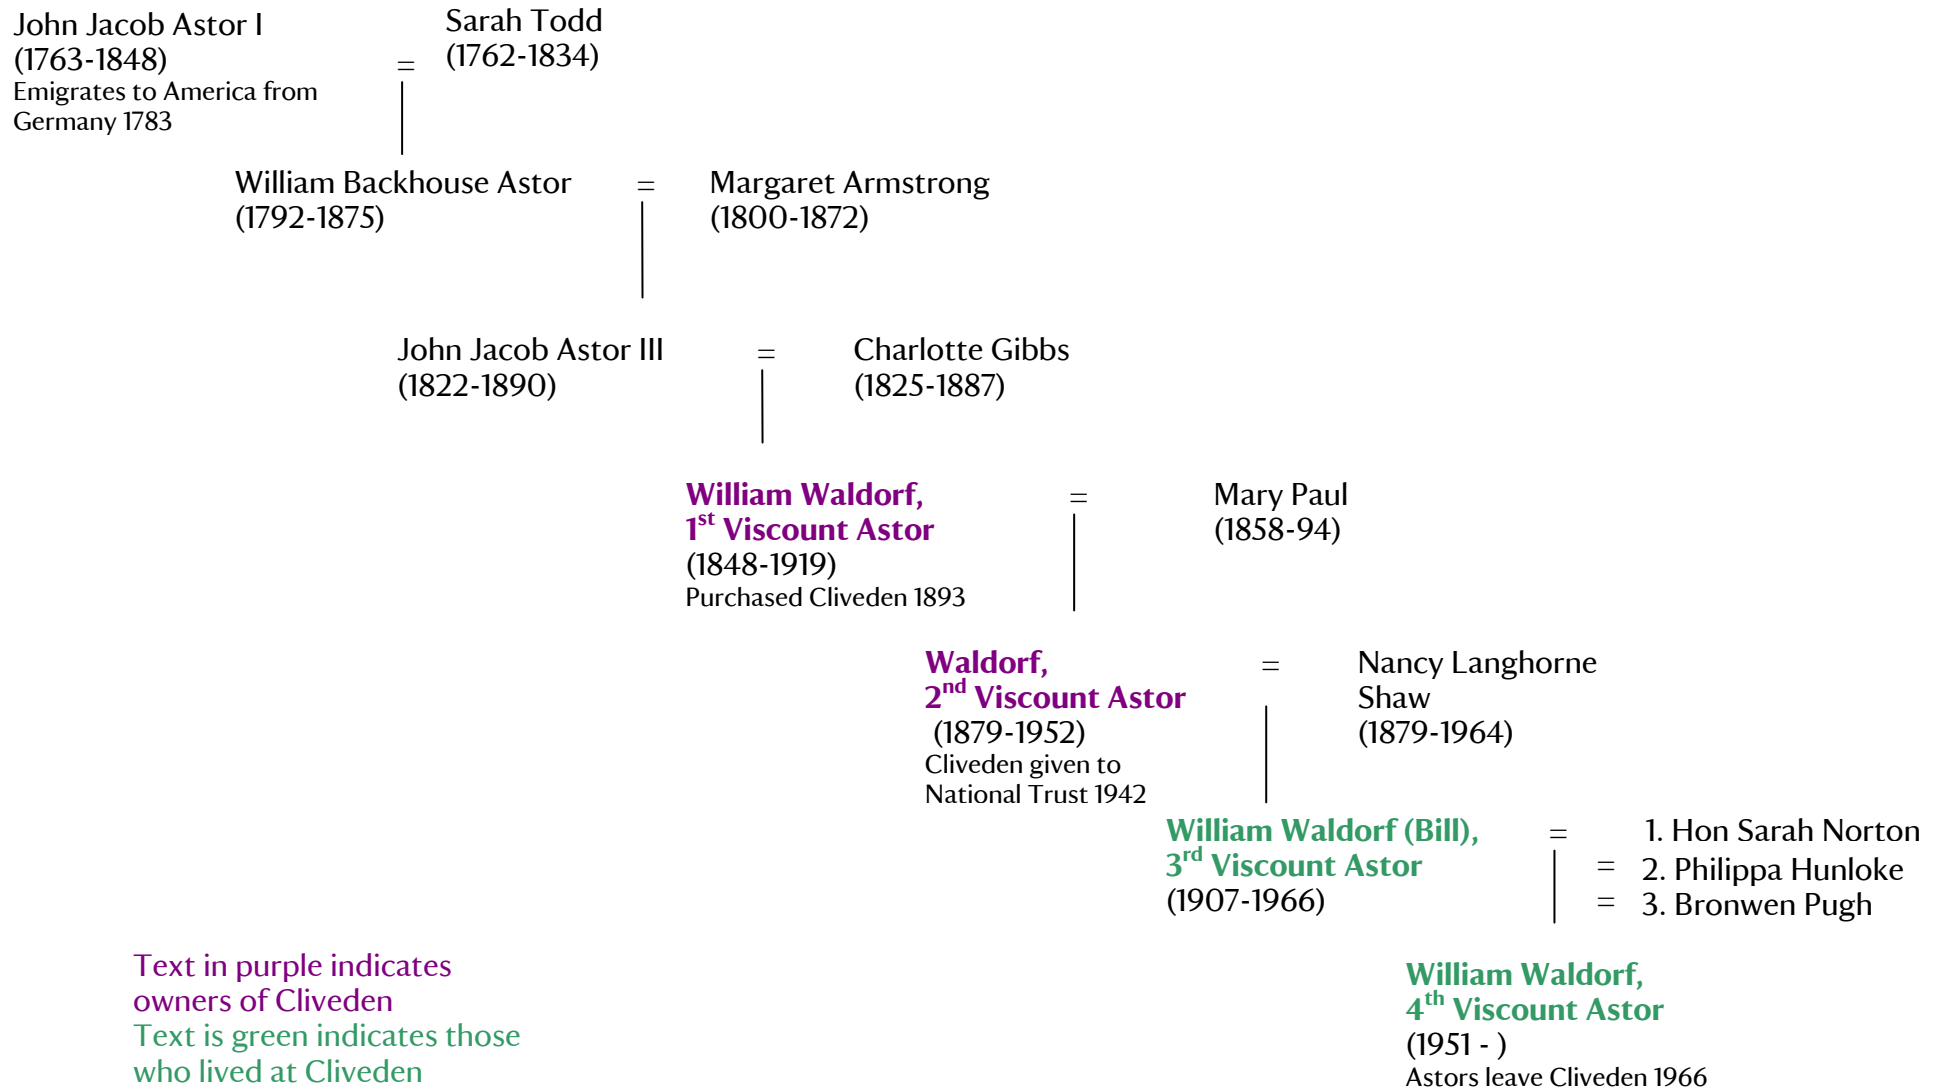 John Jacob Astor I
(1763-1848)
Emigrates to America from
Germany 1783
=
Sarah Todd
(1762-1834)
William Backhouse Astor
(1792-1875)
=
Margaret Armstrong
(1800-1872)
John Jacob Astor III
(1822-1890)
=
Charlotte Gibbs
(1825-1887)
William Waldorf,
1st Viscount Astor
(1848-1919)
Purchased Cliveden 1893
=
Mary Paul
(1858-94)
Waldorf,
2nd Viscount Astor
(1879-1952)
Cliveden given to
National Trust 1942
=
Nancy Langhorne
Shaw
(1879-1964)
William Waldorf (Bill),
3rd Viscount Astor
(1907-1966)
= 1. Hon Sarah Norton
= 2. Philippa Hunloke
= 3. Bronwen Pugh
William Waldorf,
4th Viscount Astor
(1951 - )
Astors leave Cliveden 1966
Text in purple indicates
owners of Cliveden
Text is green indicates those
who lived at Cliveden